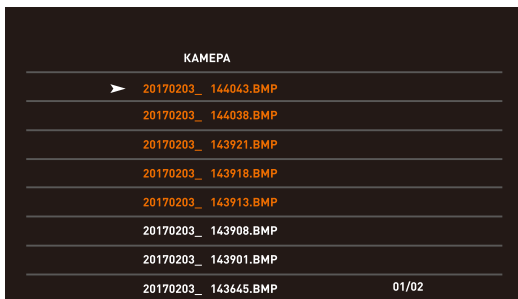 КАМЕРА
➤ 20170203_ 144043.BMP
20170203_ 144038.BMP
20170203_ 143921.BMP
20170203_ 143918.BMP
20170203_ 143913.BMP
20170203_ 143908.BMP
20170203_ 143901.BMP
20170203_ 143645.BMP 01/02